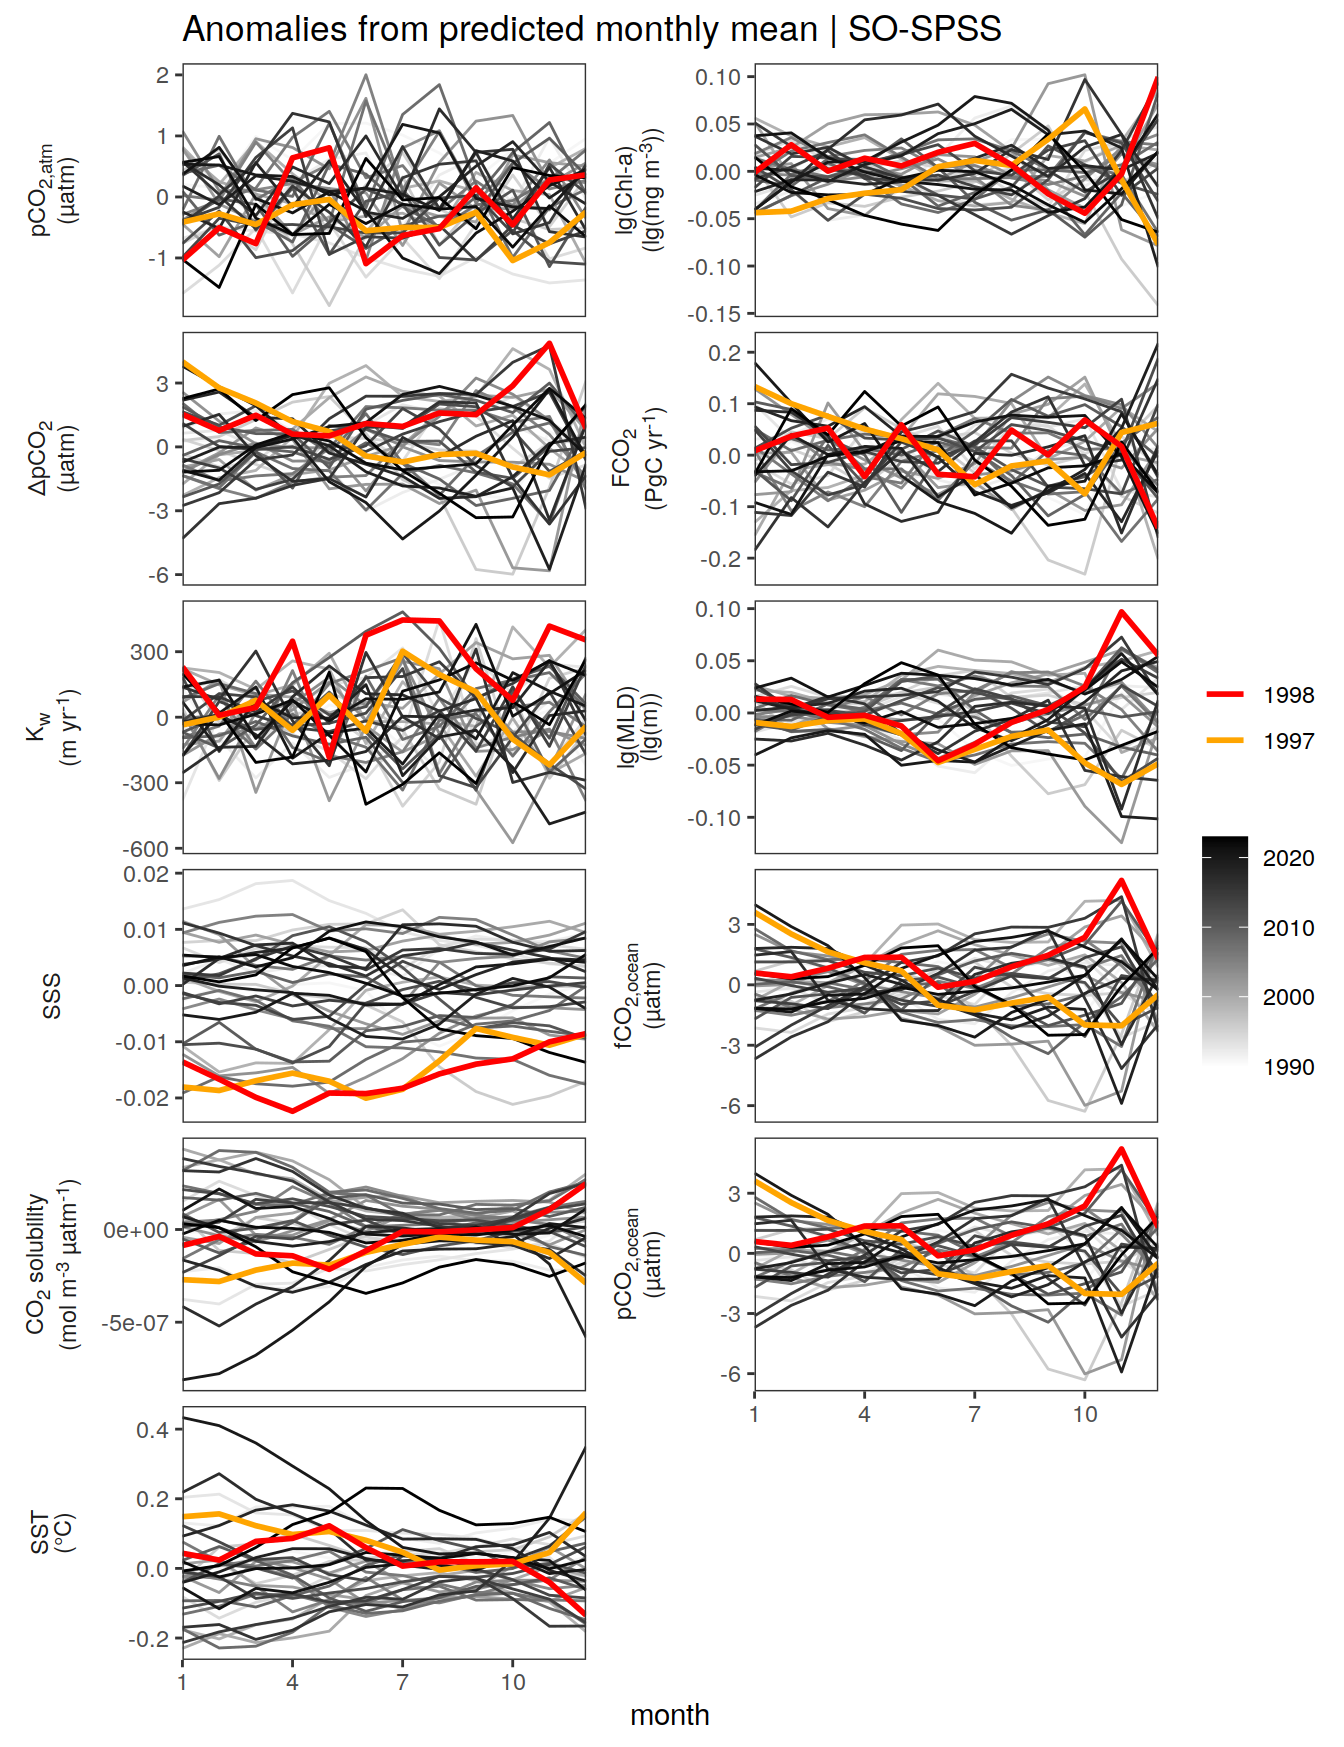 Anomalies from predicted monthly mean | SO-SPSS
pCO2,atm
(µatm)
2
1
0
-1
lg(Chl-a)
(lg(mg m-3))
0.10
0.05
0.00
-0.05
-0.10
-0.15
ΔpCO2
(µatm)
3
0
-3
-6
FCO2
(PgC yr-1)
0.2
0.1
0.0
-0.1
-0.2
Kw
(m yr-1)
300
0
-300
-600
lg(MLD)
(lg(m))
0.10
0.05
0.00
-0.05
-0.10
SSS
0.02
0.01
0.00
-0.01
-0.02
fCO2,ocean
(µatm)
3
0
-3
-6
CO2 solubility
(mol m-3 µatm-1)
0e+00
-5e-07
pCO2,ocean
(µatm)
3
0
-3
-6
1 4 7 10
SST
(°C)
0.4
0.2
0.0
-0.2
1 4 7 10
month
1998
1997
2020
2010
2000
1990